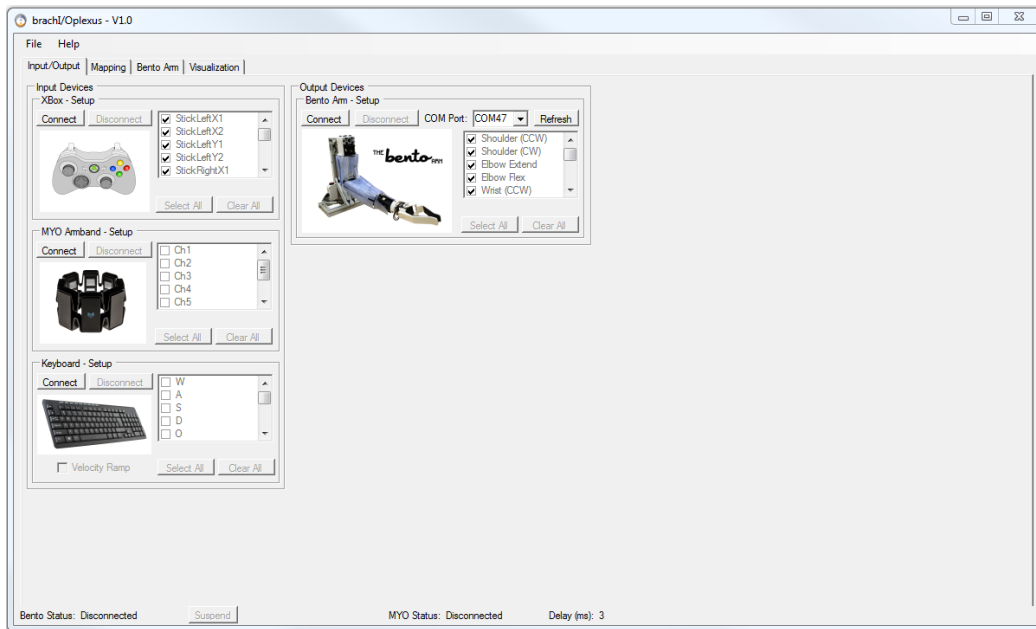 brachI/Oplexus - V1.0
File Help
Input/Output Mapping Bento Arm Visualization
Input Devices
XBox - Setup
Connect Disconnect
StickLeftX1
StickLeftX2
StickLeftY1
StickLeftY2
StickRightX1
Select All Clear All
MYO Armband - Setup
Connect Disconnect
Ch1
Ch2
Ch3
Ch4
Ch5
Select All Clear All
Keyboard - Setup
Connect Disconnect
W
A
S
D
O
Velocity Ramp Select All Clear All
Output Devices
Bento Arm - Setup
Connect Disconnect COM Port: COM47 Refresh
THE bento ARM
Shoulder (CCW)
Shoulder (CW)
Elbow Extend
Elbow Flex
Wrist (CCW)
Select All Clear All
Bento Status: Disconnected Suspend MYO Status: Disconnected Delay (ms): 3